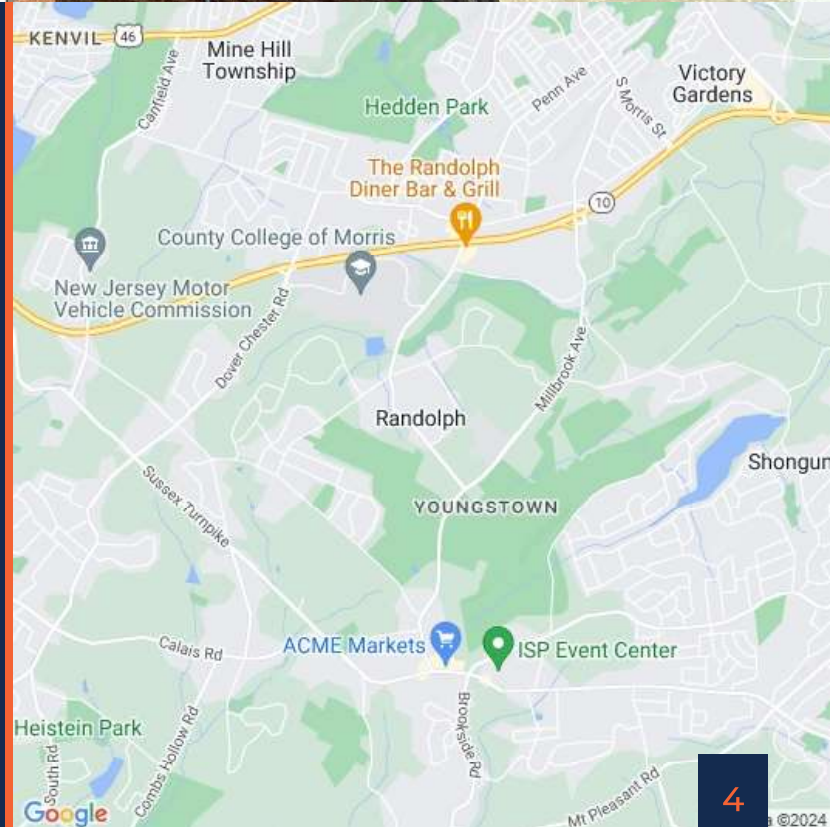 KENVIL
46
Mine Hill
Township
Canfield Ave
Victory
Gardens
Penn Ave
S Morris St
Hedden Park
The Randolph
Diner Bar & Grill
10
County College of Morris
New Jersey Motor
Vehicle Commission
Dover Chester Rd
Millbrook Ave
Randolph
Shongum
YOUNGSTOWN
Sussex Turnpike
ACME Markets
ISP Event Center
Calais Rd
Brookside Rd
Heistein Park
South Rd
Combs Hollow Rd
Mt Pleasant Rd
Google
4
©2024